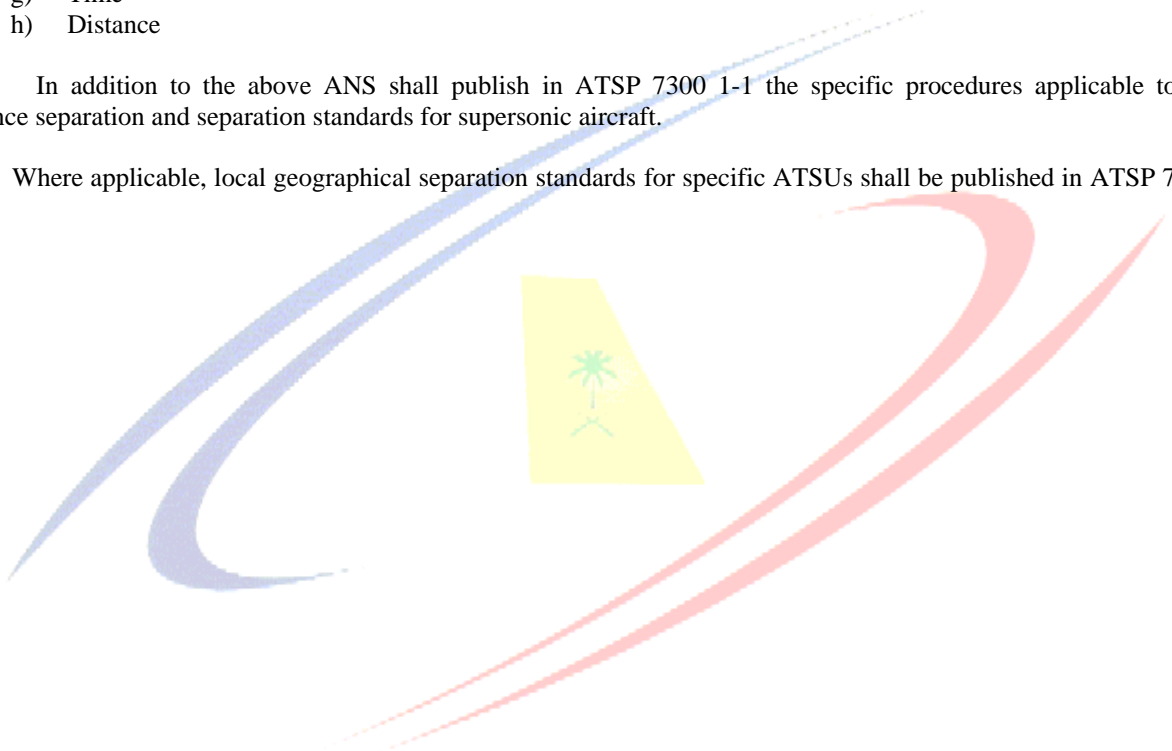 g) Time
h) Distance
In addition to the above ANS shall publish in ATSP 7300 1-1 the specific procedures applicable to
nce separation and separation standards for supersonic aircraft.
Where applicable, local geographical separation standards for specific ATSUs shall be published in ATSP 7